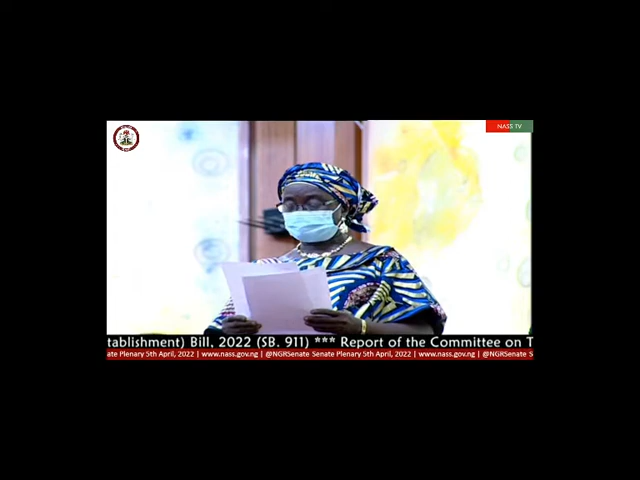 NASS TV
tablishment) Bill, 2022 (SB. 911) *** Report of the Committee on T
ate Plenary 5th April, 2022 | www.nass.gov.ng | @NGRSenate Senate Plenary 5th April, 2022 | www.nass.gov.ng | @NGRSenate S